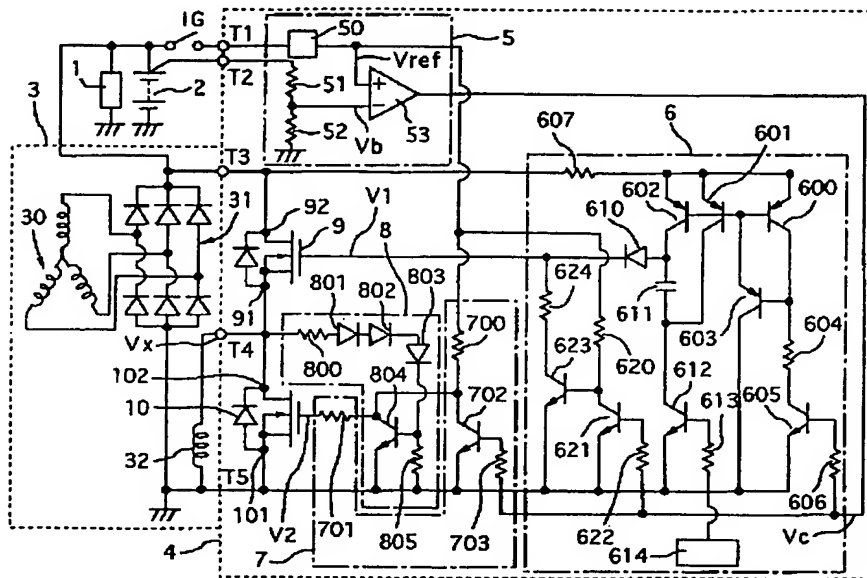 IG T1 50 5
1 2 T2 51 Vref
3 52 Vb 53
T3 607 6 601
30 31 92 9 V1 8 610 602 600
801 802 803 624 611 603 604
91 700 620
Vx T4 800 623 612 613
102 804 702 605
10 621
32 T5 606
101 V2 701 805 703 622 Vc
4 7 614